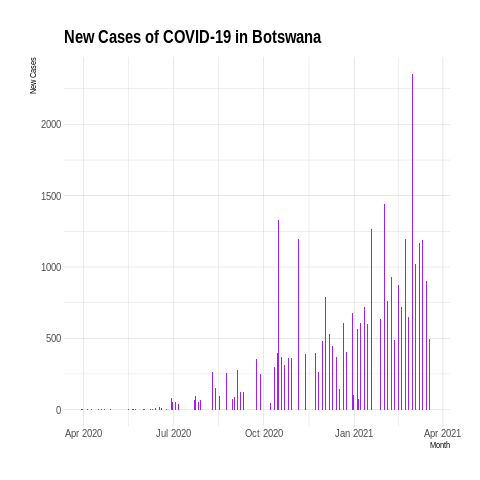 New Cases of COVID-19 in Botswana
New Cases
2000
1500
1000
500
0
Apr 2020
Jul 2020
Oct 2020
Jan 2021
Apr 2021
Month